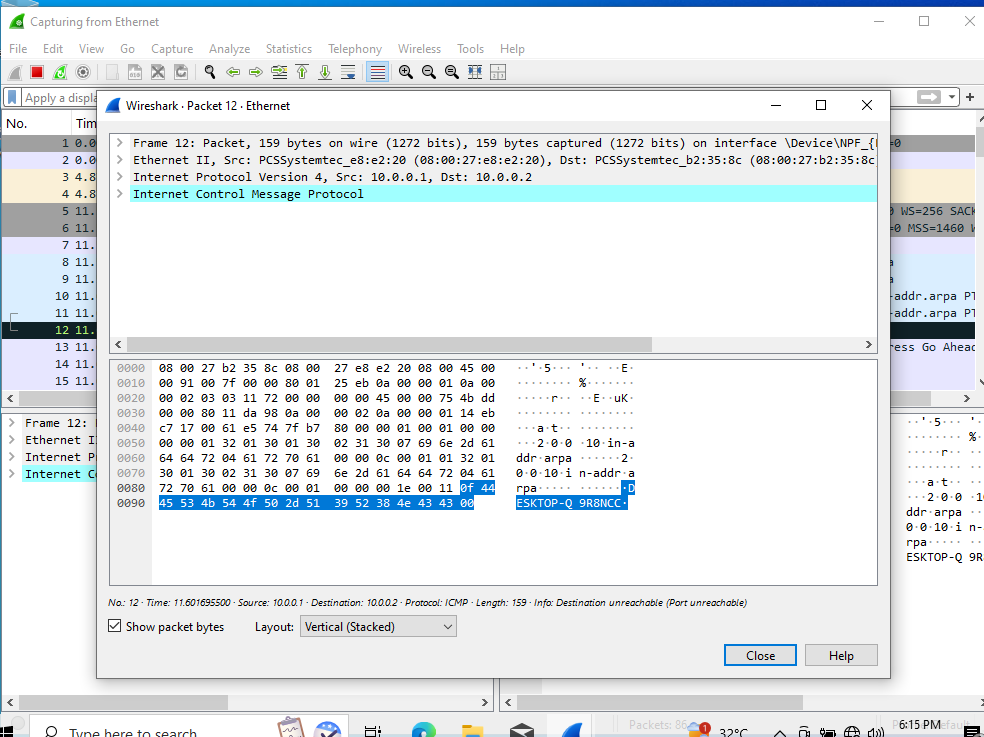 Capturing from Ethernet
File Edit View Go Capture Analyze Statistics Telephony Wireless Tools Help
Apply a displa
Wireshark · Packet 12 · Ethernet
No. Tim
1 0.0
2 0.0
3 4.8
4 4.8
5 11. 0 WS=256 SACK
6 11. =0 MSS=1460 W
7 11.
8 11.
9 11.
10 11. -addr.arpa PT
11 11. -addr.arpa PT
12 11.
13 11. ress Go Ahead
14 11.
15 11.
Frame 12: Packet, 159 bytes on wire (1272 bits), 159 bytes captured (1272 bits) on interface \Device\NPF_{
Ethernet II, Src: PCSSystemtec_e8:e2:20 (08:00:27:e8:e2:20), Dst: PCSSystemtec_b2:35:8c (08:00:27:b2:35:8c
Internet Protocol Version 4, Src: 10.0.0.1, Dst: 10.0.0.2
Internet Control Message Protocol
0000 08 00 27 b2 35 8c 08 00 27 e8 e2 20 08 00 45 00 ··'·5··· '·· ··E·
0010 00 91 00 7f 00 00 80 01 25 eb 0a 00 00 01 0a 00 ········ %·······
0020 00 02 03 03 11 72 00 00 00 00 45 00 00 75 4b dd ·····r·· ··E··uK·
0030 00 00 80 11 da 98 0a 00 00 02 0a 00 00 01 14 eb ········ ········
0040 c7 17 00 61 e5 74 7f b7 80 00 00 01 00 01 00 00 ···a·t·· ········
0050 00 00 01 32 01 30 01 30 02 31 30 07 69 6e 2d 61 ···2·0·0 ·10·in-a
0060 64 64 72 04 61 72 70 61 00 00 0c 00 01 01 32 01 ddr·arpa ······2·
0070 30 01 30 02 31 30 07 69 6e 2d 61 64 64 72 04 61 0·0·10·i n-addr·a
0080 72 70 61 00 00 0c 00 01 00 00 00 1e 00 11 0f 44 rpa····· ·······D
0090 45 53 4b 54 4f 50 2d 51 39 52 38 4e 43 43 00 ESKTOP-Q 9R8NCC·
No.: 12 · Time: 11.601695500 · Source: 10.0.0.1 · Destination: 10.0.0.2 · Protocol: ICMP · Length: 159 · Info: Destination unreachable (Port unreachable)
Show packet bytes Layout: Vertical (Stacked)
Close Help
Frame 12:
Ethernet I
Internet P
Internet Co
··'·5··· '·
········ %·
·····r··
········
···a·t··
···2·0·0 ·10
ddr·arpa
0·0·10·i n-
rpa·····
ESKTOP-Q 9R
Type here to search
Packets: 86
1
32°C
6:15 PM